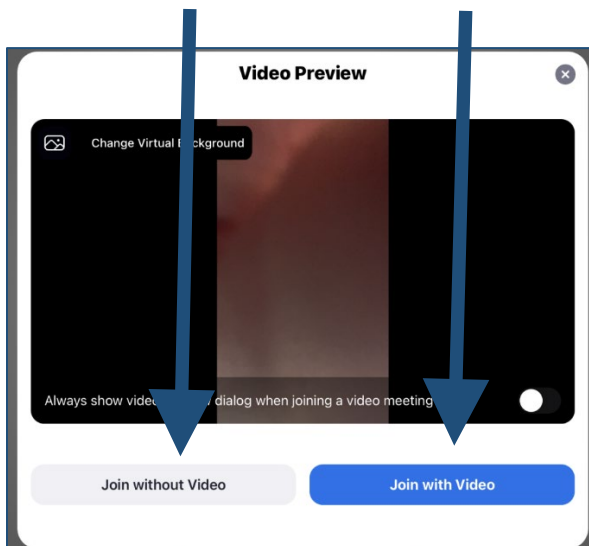 Video Preview
Change Virtual
Always show dialog when joining a video meeting
Join without Video
Join with Video